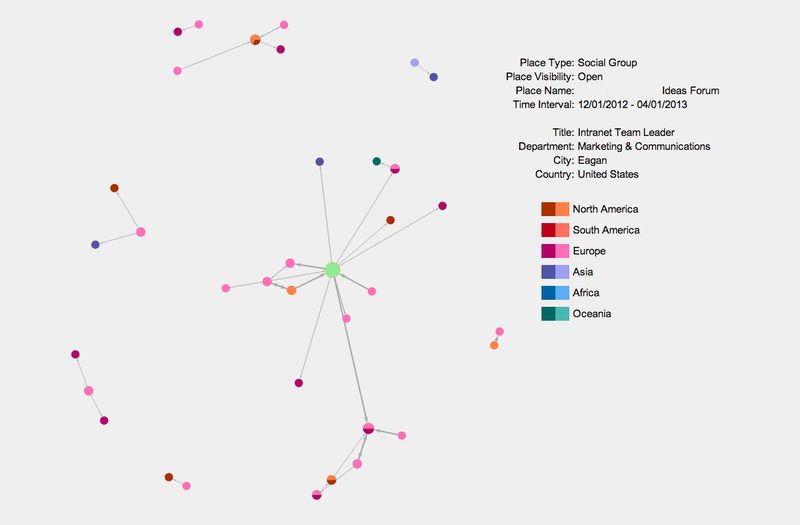 Place Type: Social Group
Place Visibility: Open
Place Name: Ideas Forum
Time Interval: 12/01/2012 - 04/01/2013
Title: Intranet Team Leader
Department: Marketing & Communications
City: Eagan
Country: United States
North America
South America
Europe
Asia
Africa
Oceania